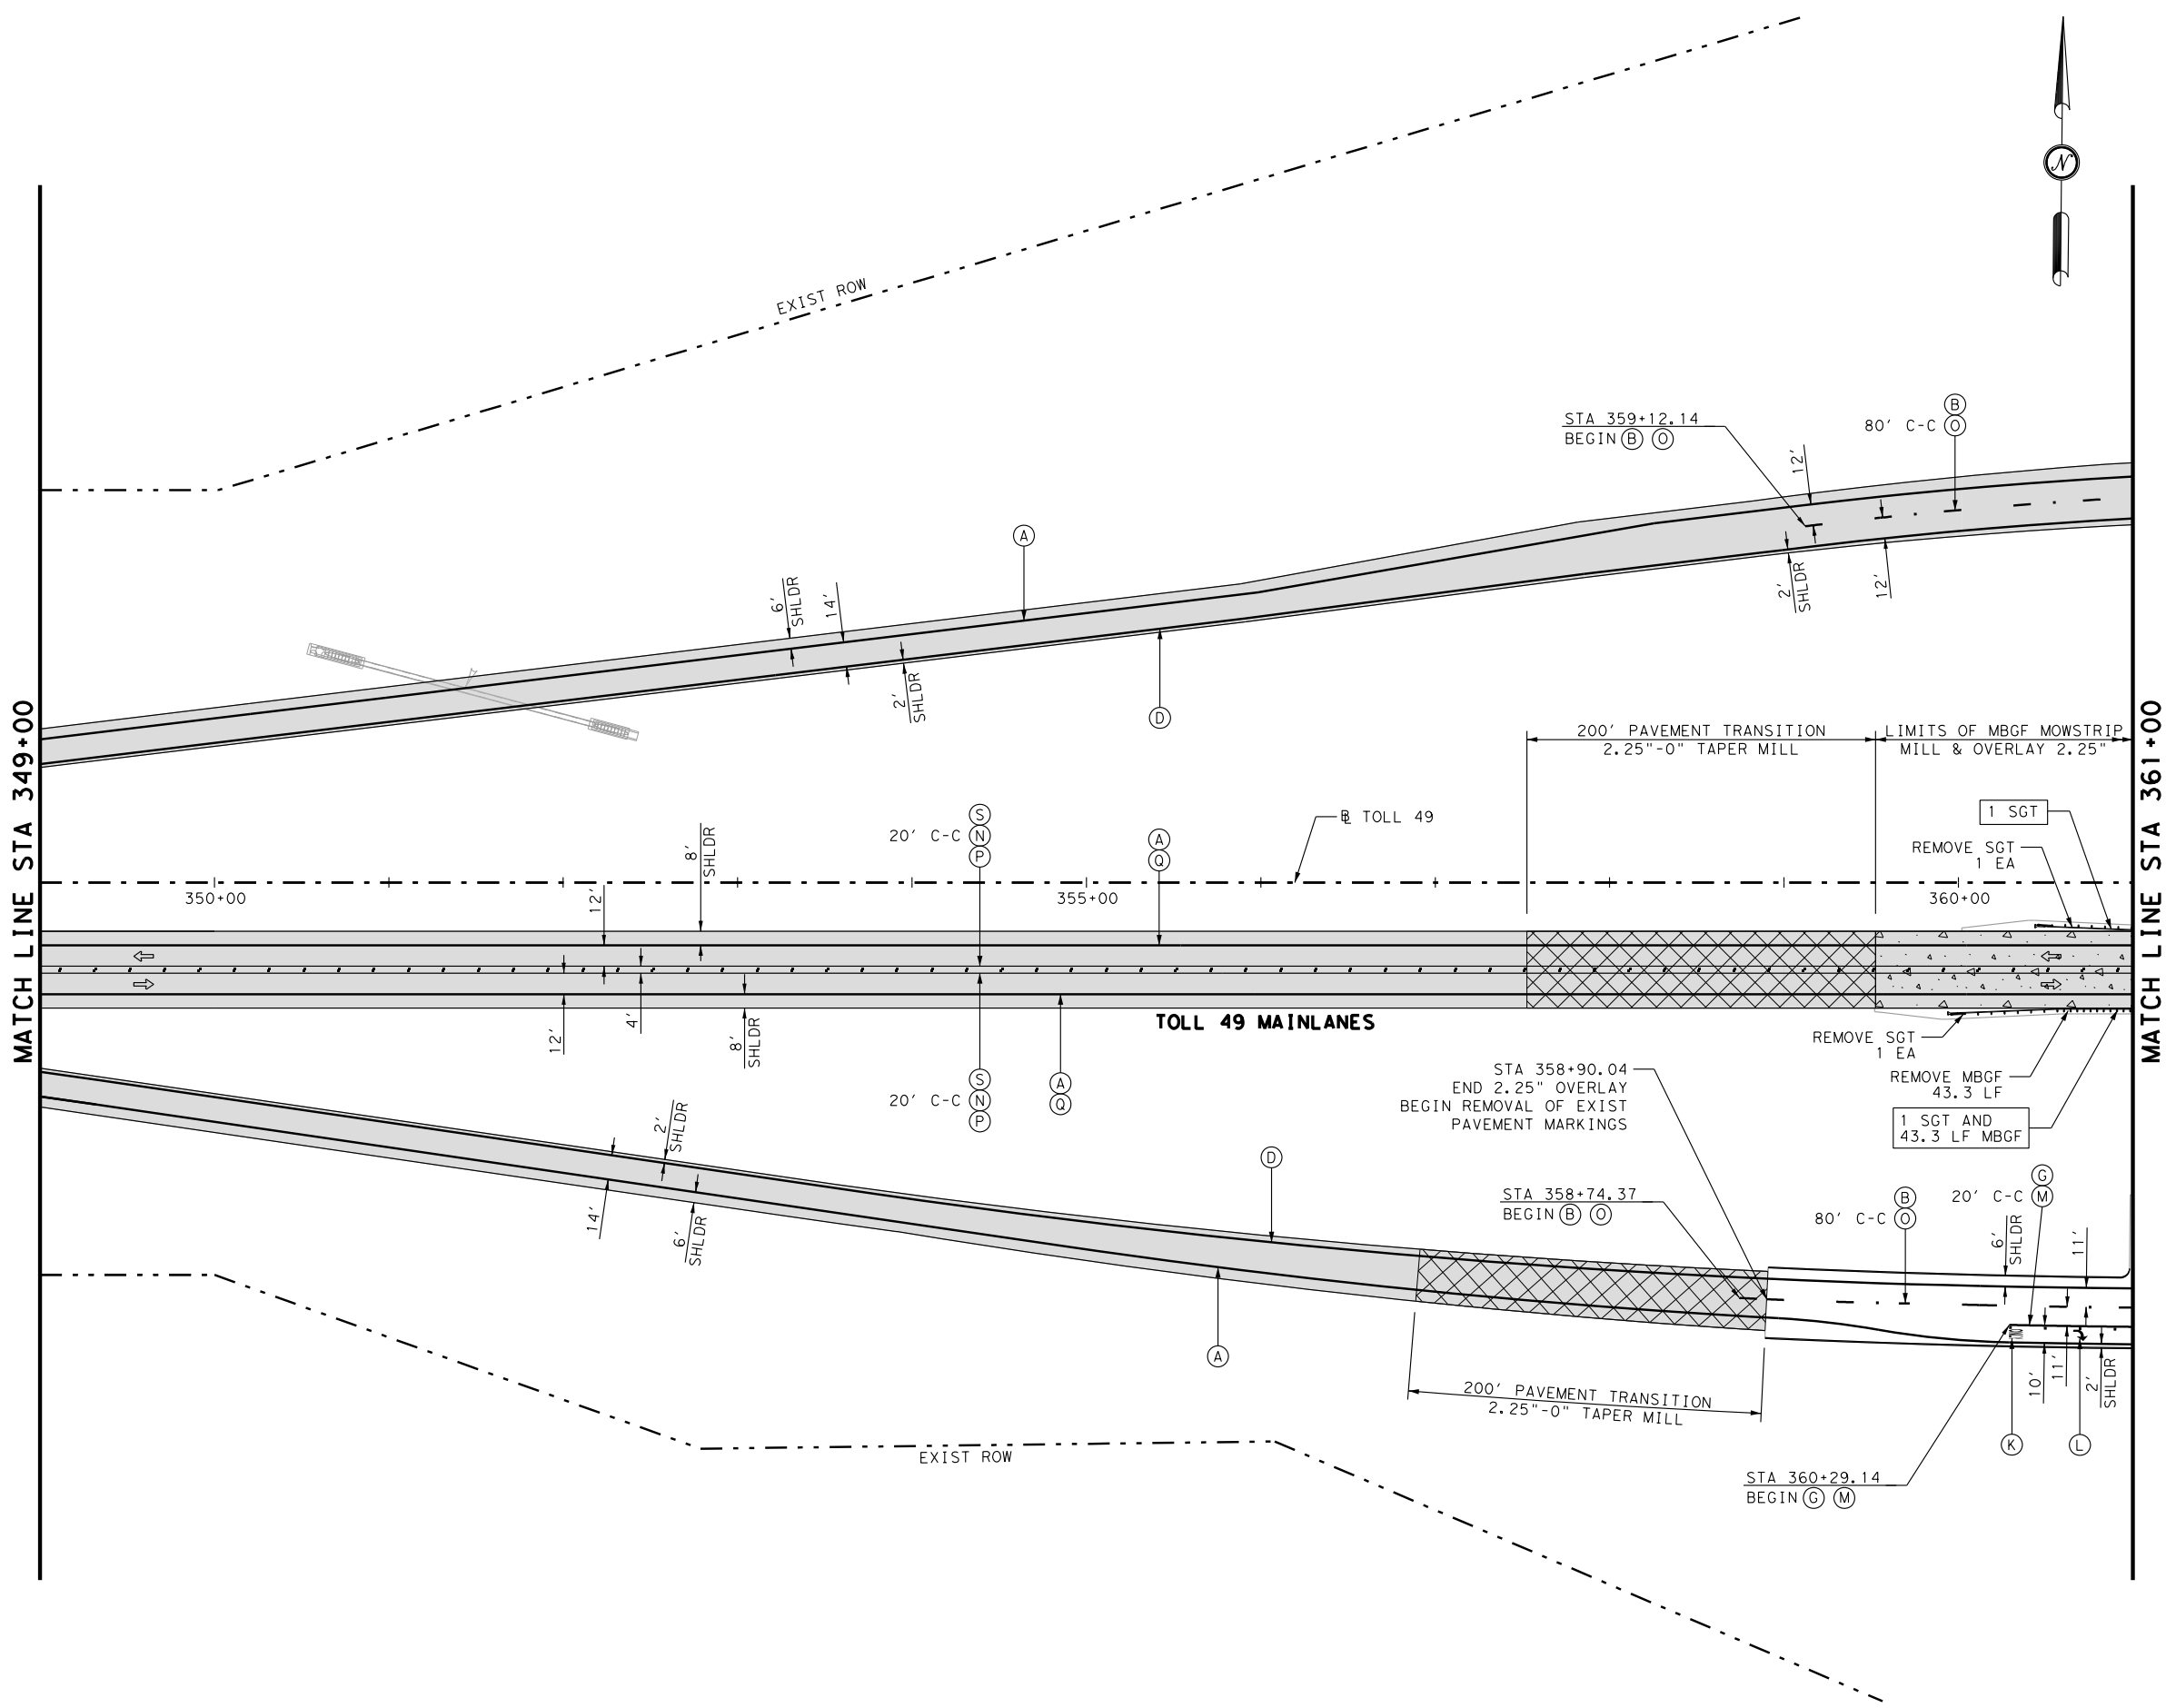 N
EXIST ROW
STA 359+12.14
BEGIN B O
B
80' C-C O
12'
A
6'
SHLDR
14'
2'
SHLDR
2'
SHLDR
12'
D
MATCH LINE STA 349+00
MATCH LINE STA 361+00
200' PAVEMENT TRANSITION
2.25"-0" TAPER MILL
LIMITS OF MBGF MOWSTRIP
MILL & OVERLAY 2.25"
1 SGT
REMOVE SGT
1 EA
S
20' C-C N
P
8'
SHLDR
A
Q
BL TOLL 49
350+00
355+00
360+00
12'
12'
4'
8'
SHLDR
TOLL 49 MAINLANES
REMOVE SGT
1 EA
REMOVE MBGF
43.3 LF
1 SGT AND
43.3 LF MBGF
S
20' C-C N
P
A
Q
STA 358+90.04
END 2.25" OVERLAY
BEGIN REMOVAL OF EXIST
PAVEMENT MARKINGS
2'
SHLDR
14'
6'
SHLDR
D
STA 358+74.37
BEGIN B O
B
80' C-C O
G
20' C-C M
6'
SHLDR
11'
A
200' PAVEMENT TRANSITION
2.25"-0" TAPER MILL
10'
11'
2'
SHLDR
K
L
EXIST ROW
STA 360+29.14
BEGIN G M